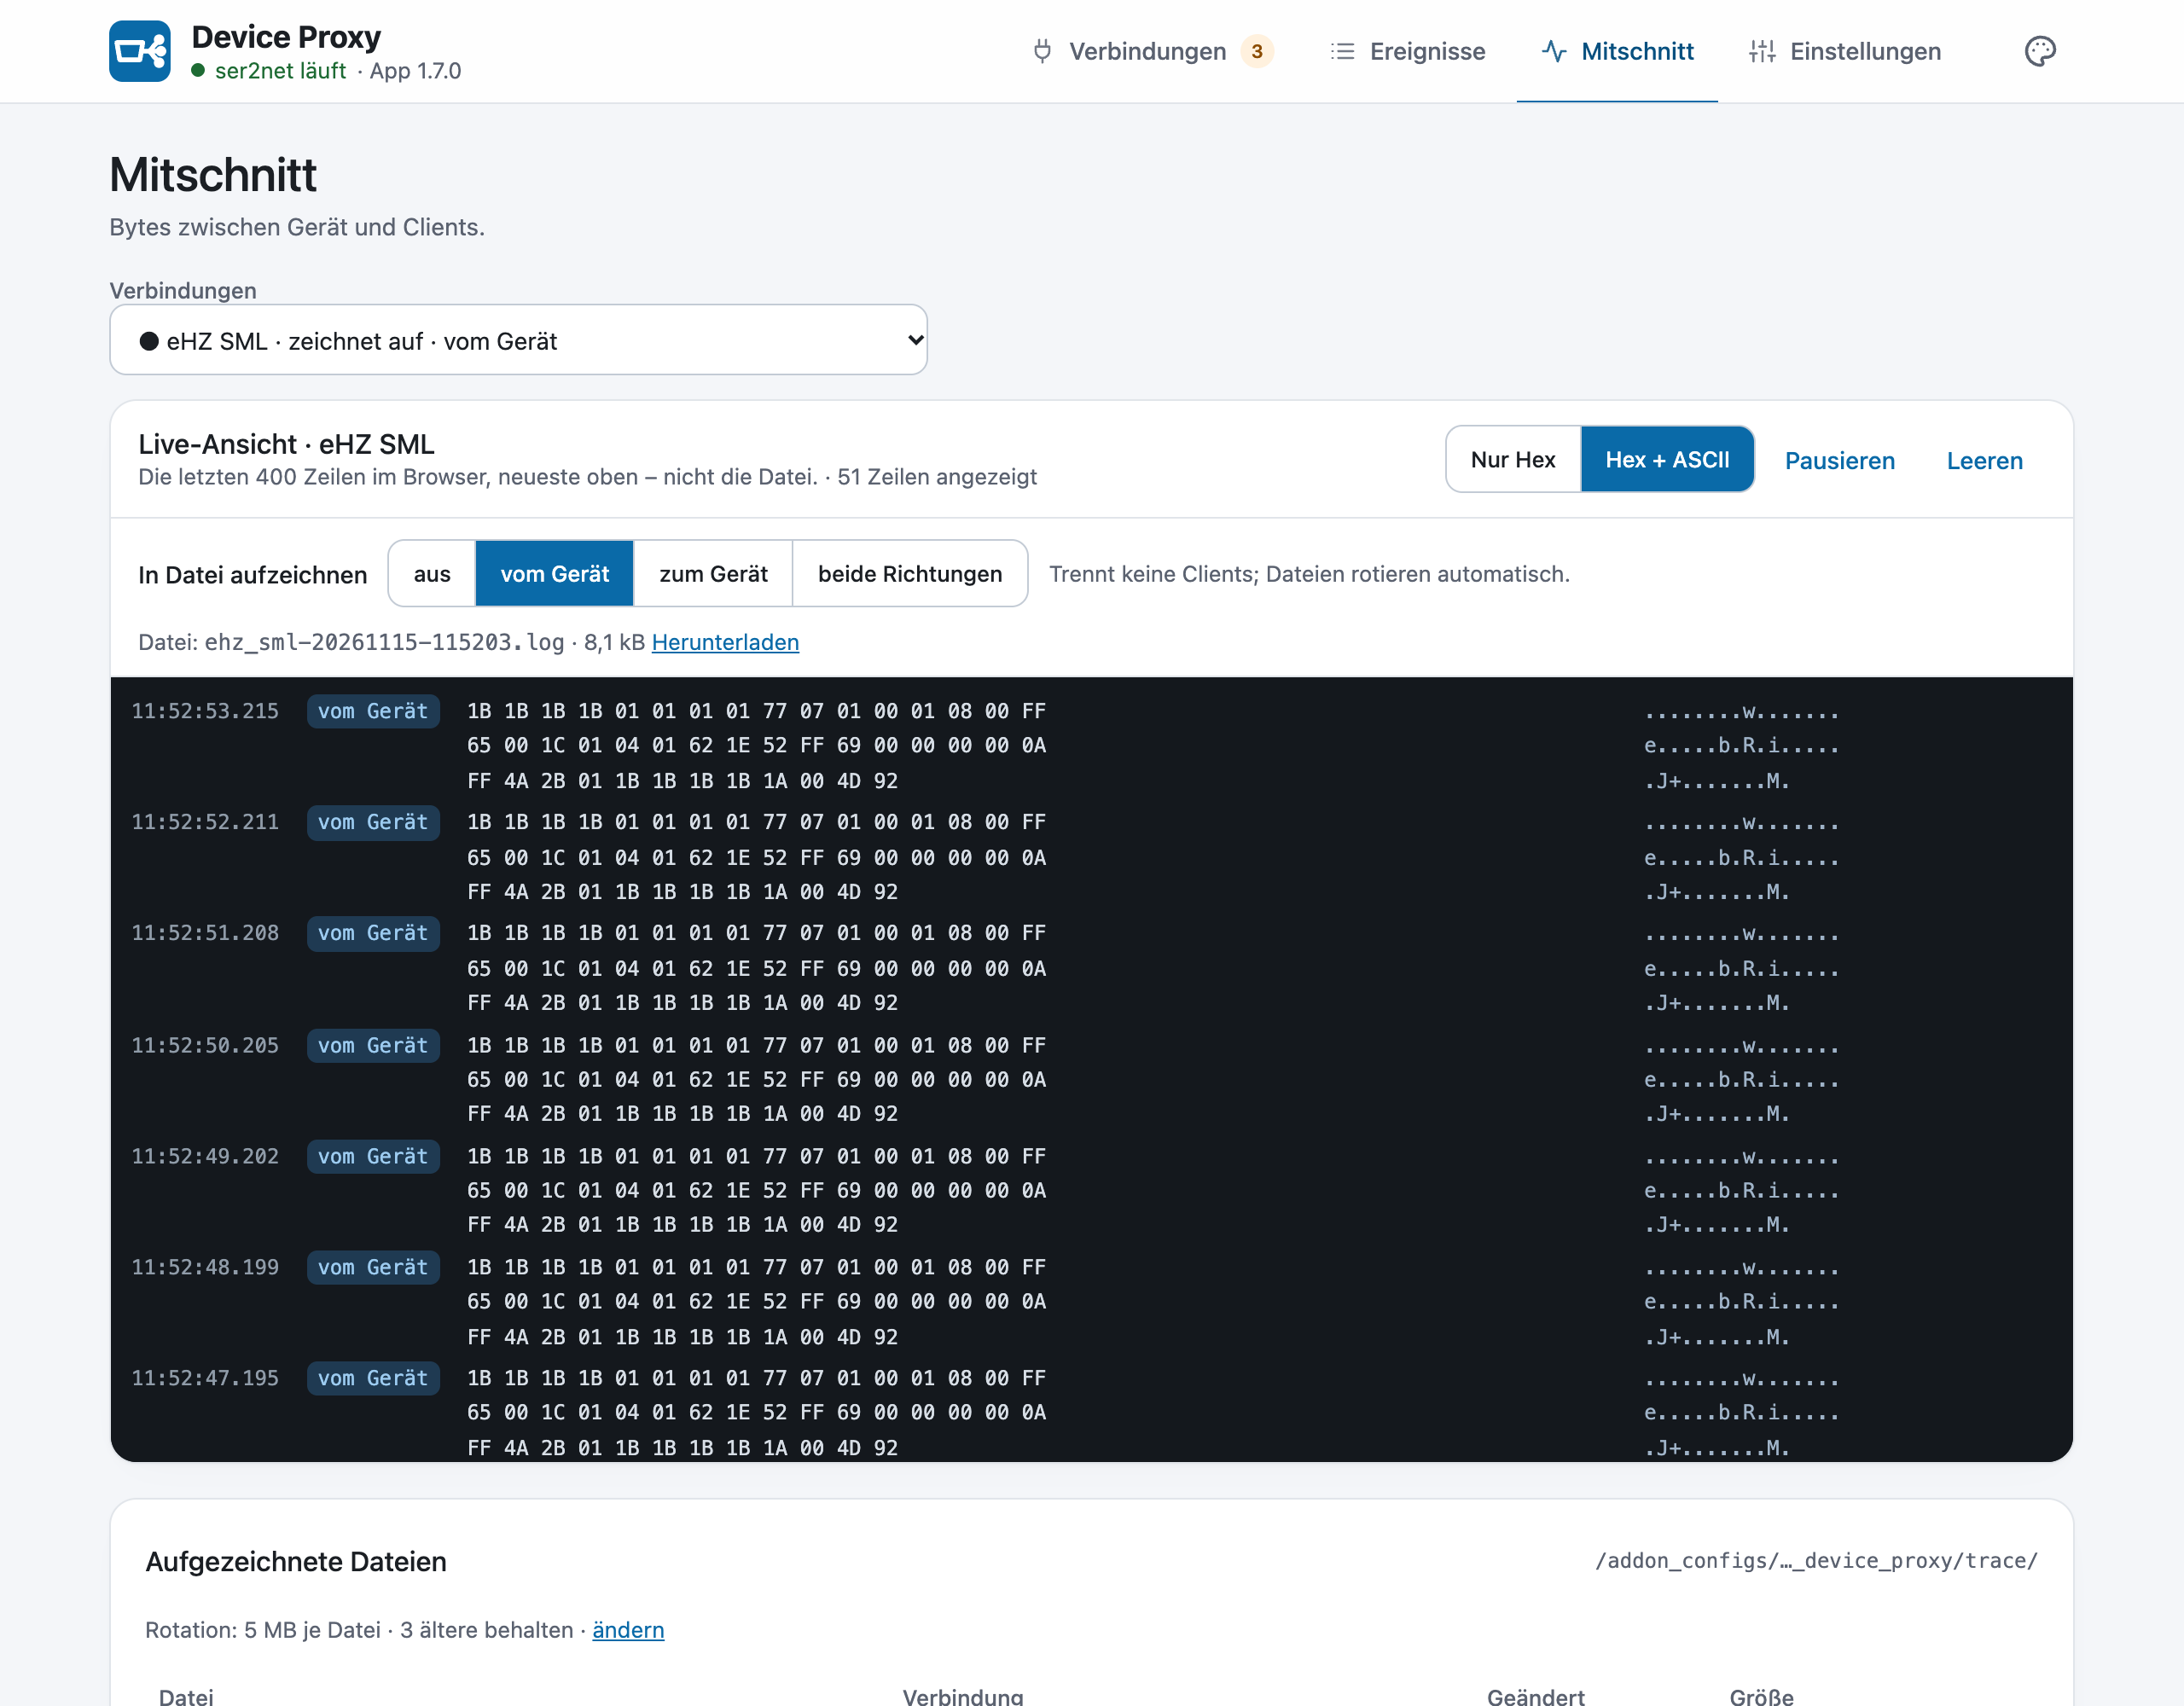 Device Proxy
ser2net läuft · App 1.7.0
Verbindungen 3
Ereignisse
Mitschnitt
Einstellungen
Mitschnitt
Bytes zwischen Gerät und Clients.
Verbindungen
● eHZ SML · zeichnet auf · vom Gerät
Live-Ansicht · eHZ SML
Die letzten 400 Zeilen im Browser, neueste oben – nicht die Datei. · 51 Zeilen angezeigt
Nur Hex
Hex + ASCII
Pausieren
Leeren
In Datei aufzeichnen
aus
vom Gerät
zum Gerät
beide Richtungen
Trennt keine Clients; Dateien rotieren automatisch.
Datei: ehz_sml-20261115-115203.log · 8,1 kB Herunterladen
11:52:53.215 vom Gerät 1B 1B 1B 1B 01 01 01 01 77 07 01 00 01 08 00 FF ........w.......
65 00 1C 01 04 01 62 1E 52 FF 69 00 00 00 00 0A e.....b.R.i.....
FF 4A 2B 01 1B 1B 1B 1B 1A 00 4D 92 .J+.......M.
11:52:52.211 vom Gerät 1B 1B 1B 1B 01 01 01 01 77 07 01 00 01 08 00 FF ........w.......
65 00 1C 01 04 01 62 1E 52 FF 69 00 00 00 00 0A e.....b.R.i.....
FF 4A 2B 01 1B 1B 1B 1B 1A 00 4D 92 .J+.......M.
11:52:51.208 vom Gerät 1B 1B 1B 1B 01 01 01 01 77 07 01 00 01 08 00 FF ........w.......
65 00 1C 01 04 01 62 1E 52 FF 69 00 00 00 00 0A e.....b.R.i.....
FF 4A 2B 01 1B 1B 1B 1B 1A 00 4D 92 .J+.......M.
11:52:50.205 vom Gerät 1B 1B 1B 1B 01 01 01 01 77 07 01 00 01 08 00 FF ........w.......
65 00 1C 01 04 01 62 1E 52 FF 69 00 00 00 00 0A e.....b.R.i.....
FF 4A 2B 01 1B 1B 1B 1B 1A 00 4D 92 .J+.......M.
11:52:49.202 vom Gerät 1B 1B 1B 1B 01 01 01 01 77 07 01 00 01 08 00 FF ........w.......
65 00 1C 01 04 01 62 1E 52 FF 69 00 00 00 00 0A e.....b.R.i.....
FF 4A 2B 01 1B 1B 1B 1B 1A 00 4D 92 .J+.......M.
11:52:48.199 vom Gerät 1B 1B 1B 1B 01 01 01 01 77 07 01 00 01 08 00 FF ........w.......
65 00 1C 01 04 01 62 1E 52 FF 69 00 00 00 00 0A e.....b.R.i.....
FF 4A 2B 01 1B 1B 1B 1B 1A 00 4D 92 .J+.......M.
11:52:47.195 vom Gerät 1B 1B 1B 1B 01 01 01 01 77 07 01 00 01 08 00 FF ........w.......
65 00 1C 01 04 01 62 1E 52 FF 69 00 00 00 00 0A e.....b.R.i.....
FF 4A 2B 01 1B 1B 1B 1B 1A 00 4D 92 .J+.......M.
Aufgezeichnete Dateien
/addon_configs/…_device_proxy/trace/
Rotation: 5 MB je Datei · 3 ältere behalten · ändern
Datei Verbindung Geändert Größe